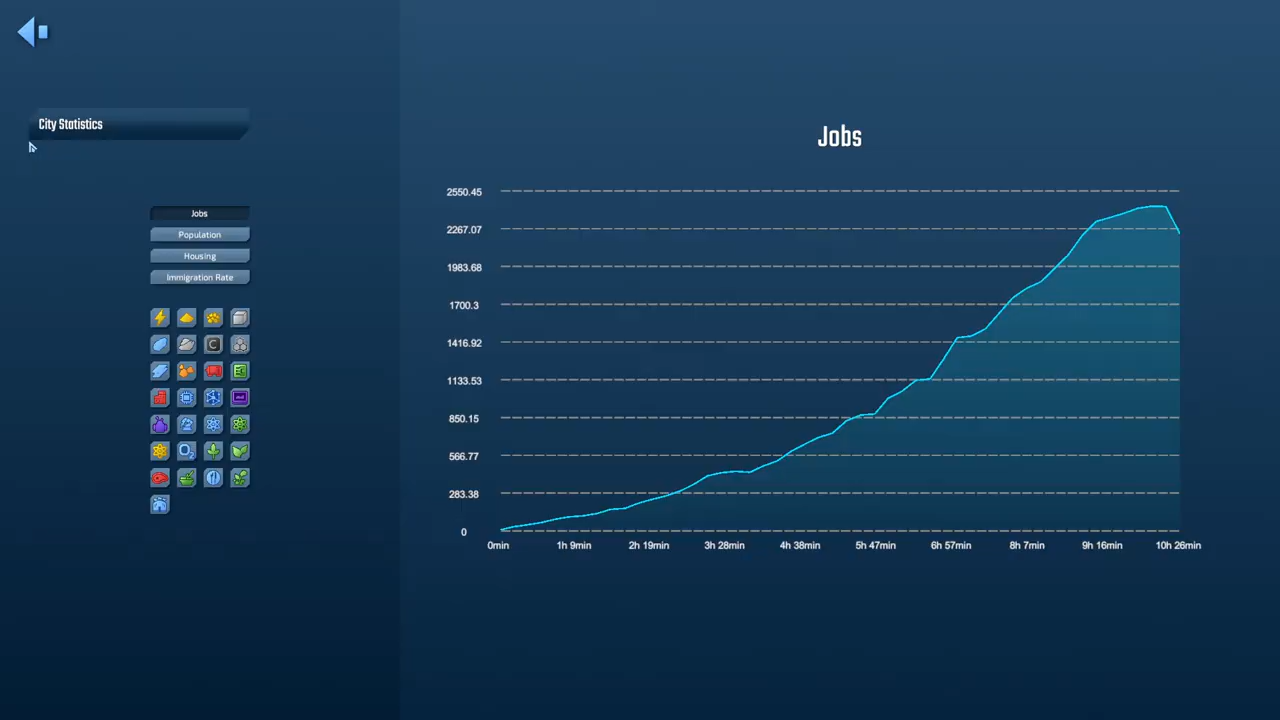 City Statistics
Jobs
Population
Housing
Immigration Rate
C
O2
Jobs
2550.45
2267.07
1983.68
1700.3
1416.92
1133.53
850.15
566.77
283.38
0
0min 1h 9min 2h 19min 3h 28min 4h 38min 5h 47min 6h 57min 8h 7min 9h 16min 10h 26min